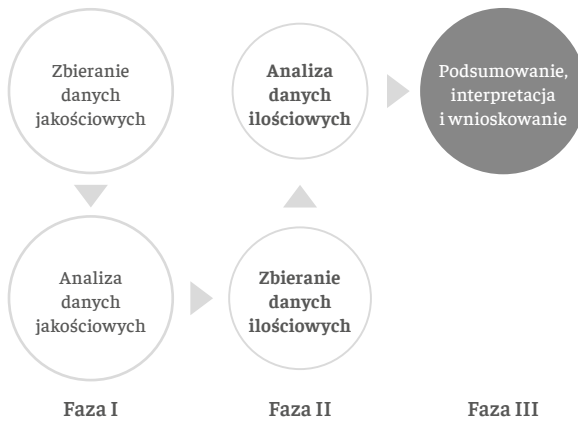 Zbieranie
danych
jakościowych
Analiza
danych
ilościowych
Podsumowanie,
interpretacja
i wnioskowanie
Analiza
danych
jakościowych
Zbieranie
danych
ilościowych
Faza I
Faza II
Faza III